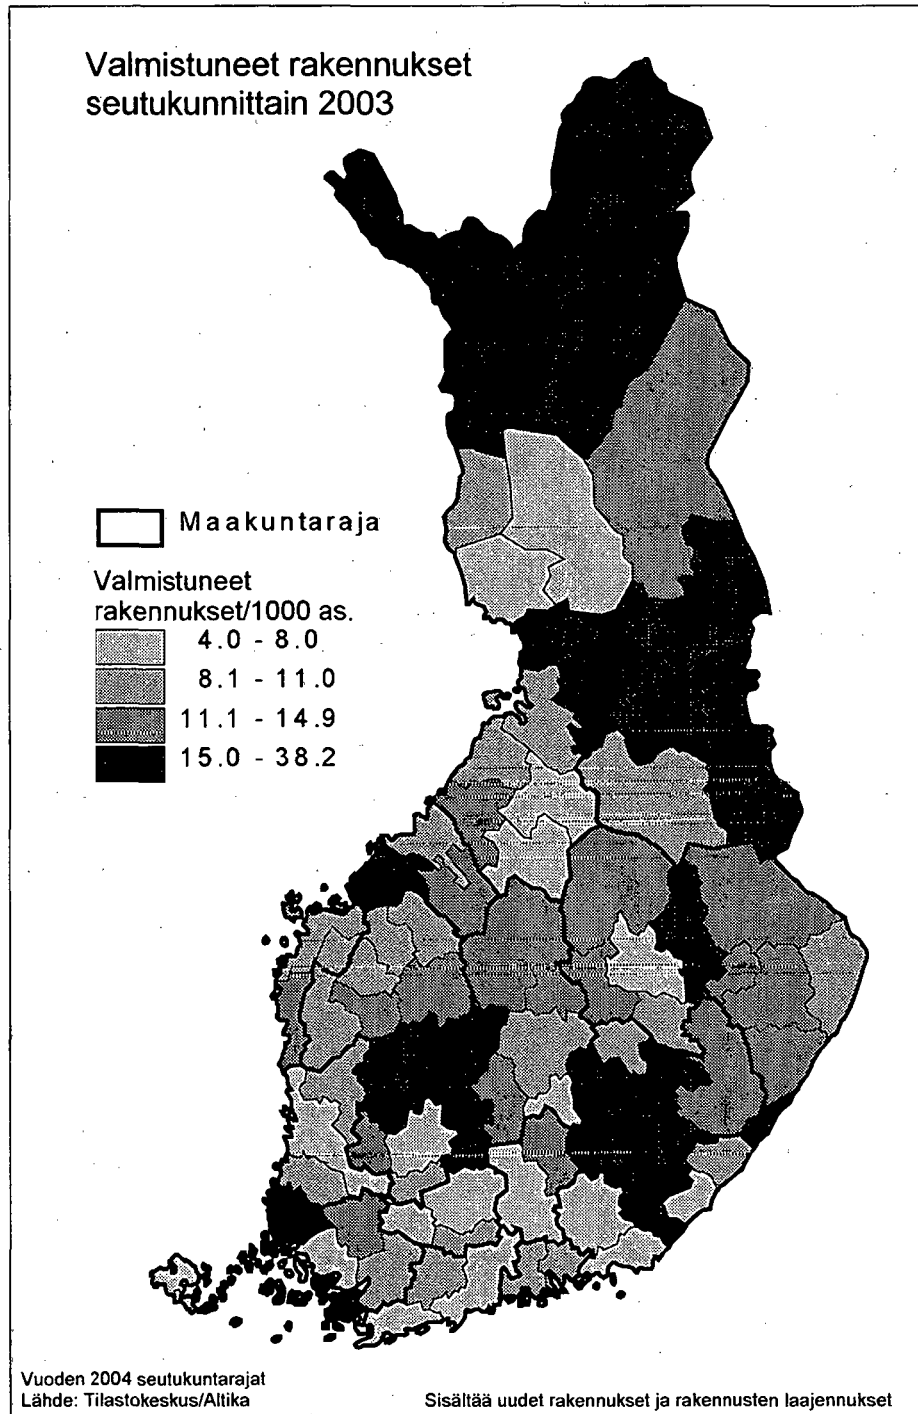 Valmistuneet rakennukset
seutukunnittain 2003
Maakuntaraja
Valmistuneet
rakennukset/1000 as.
4.0 - 8.0
8.1 - 11.0
11.1 - 14.9
15.0 - 38.2
Vuoden 2004 seutukuntarajat
Lähde: Tilastokeskus/Altika
Sisältää uudet rakennukset ja rakennusten laajennukset